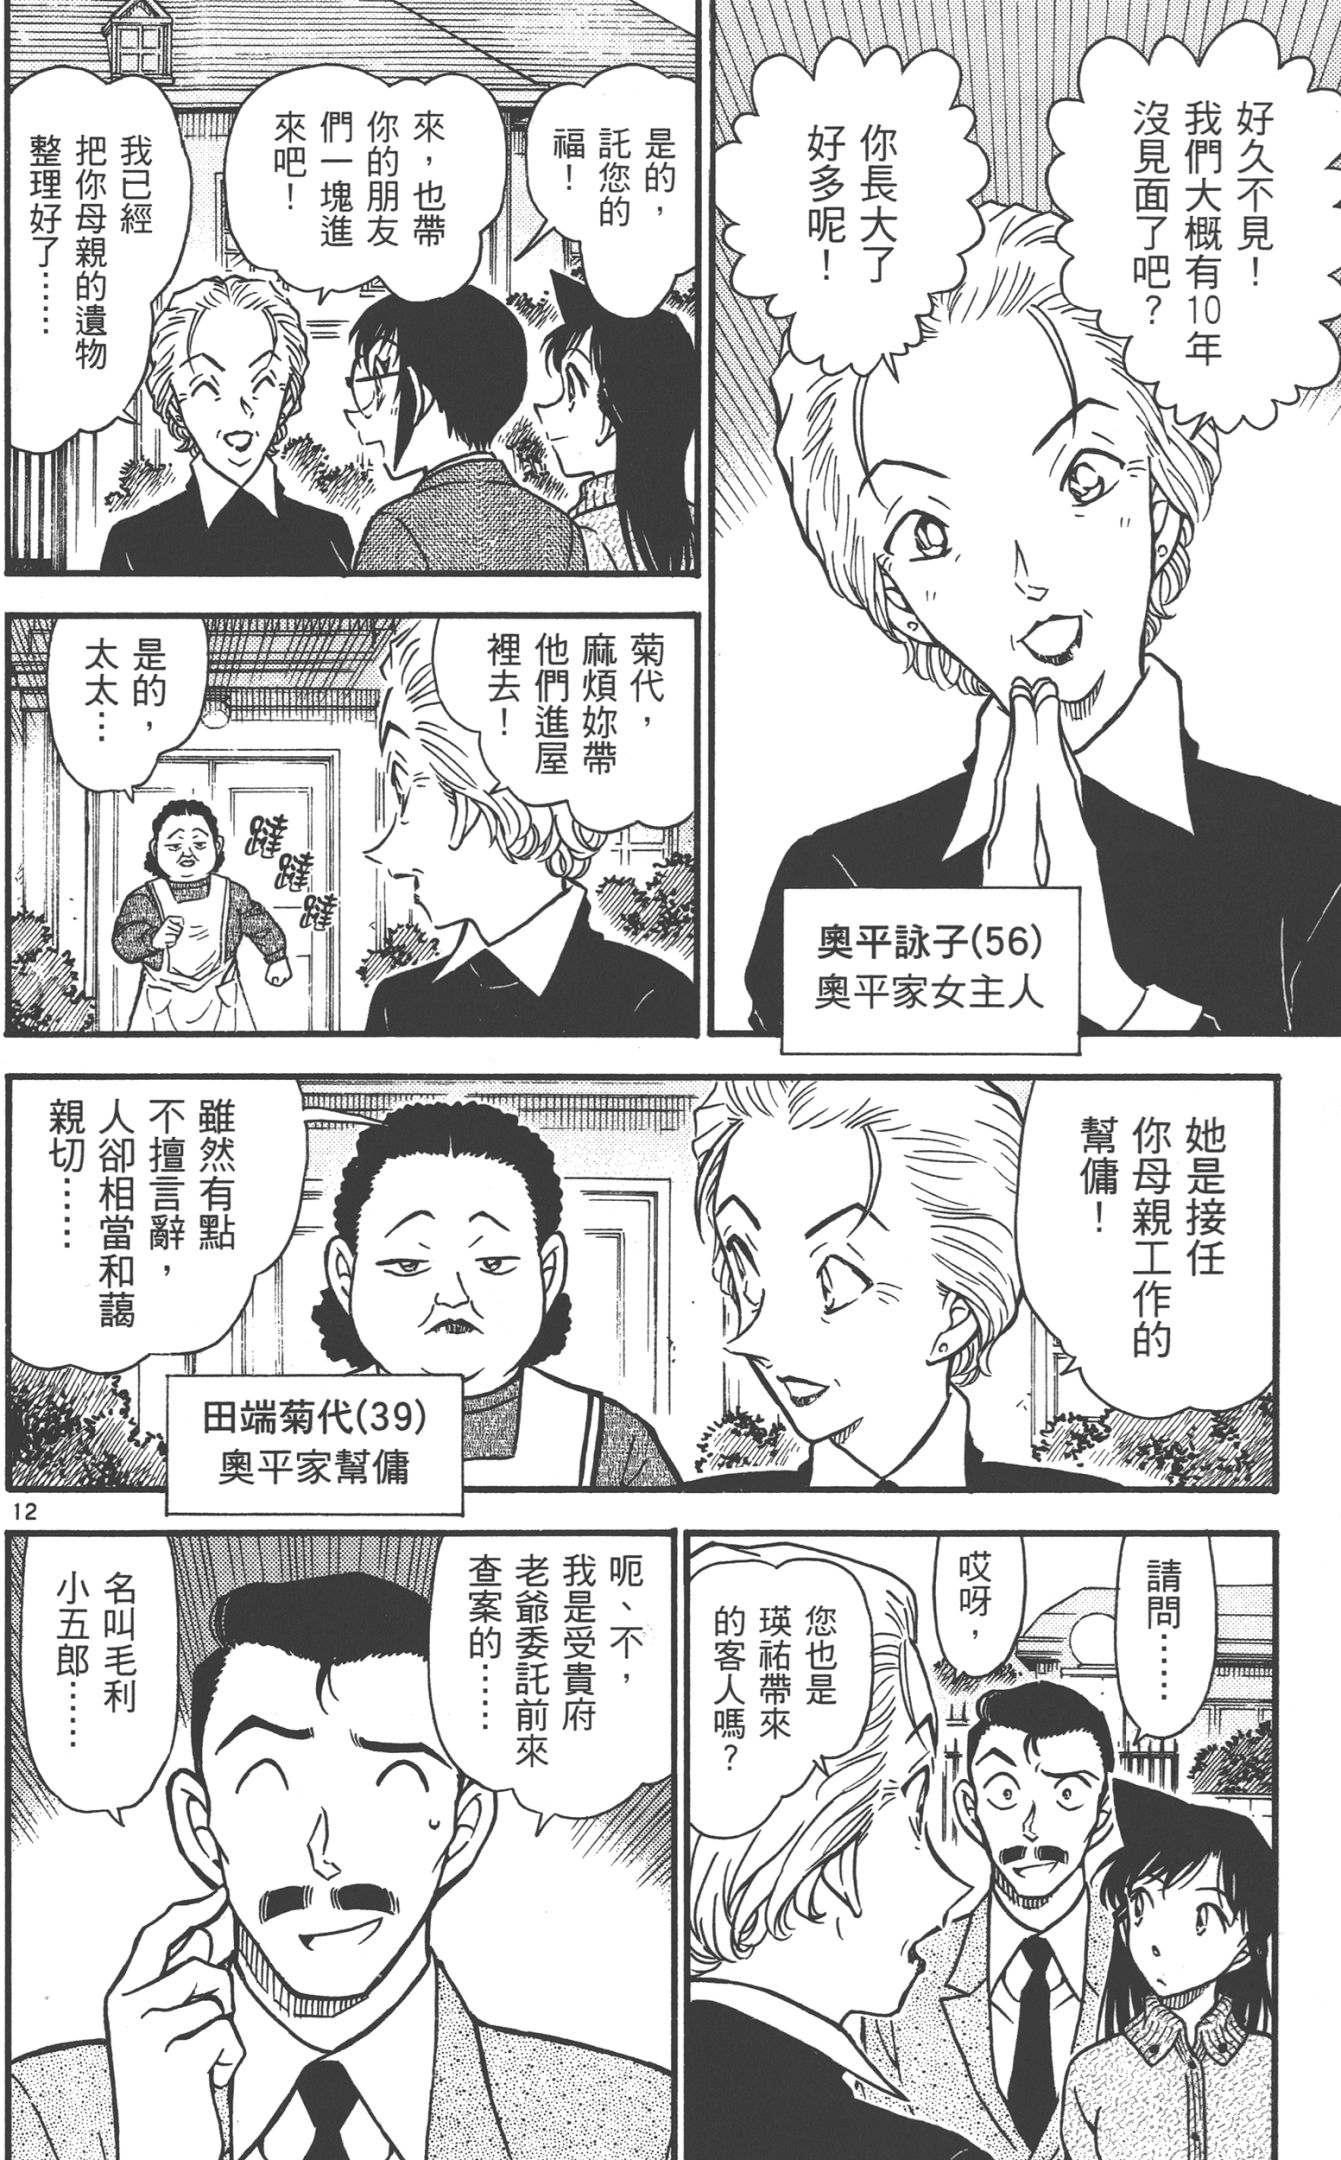 好久不見！
我們大概有10年
沒見面了吧？
你長大了
好多呢！
奧平詠子(56)
奧平家女主人
是的，
託您的
福！
來，也帶
你的朋友
們一塊進
來吧！
我已經
把你母親的遺物
整理好了……
菊代，
麻煩妳帶
他們進屋
裡去！
是的，
太太…
躂
躂
躂
她是接任
你母親工作的
幫傭！
雖然有點
不擅言辭，
人卻相當和藹
親切……
田端菊代(39)
奧平家幫傭
請問……
哎呀，
您也是
瑛祐帶來
的客人嗎？
呃、不，
我是受貴府
老爺委託前來
查案的……
名叫毛利
小五郎……
12